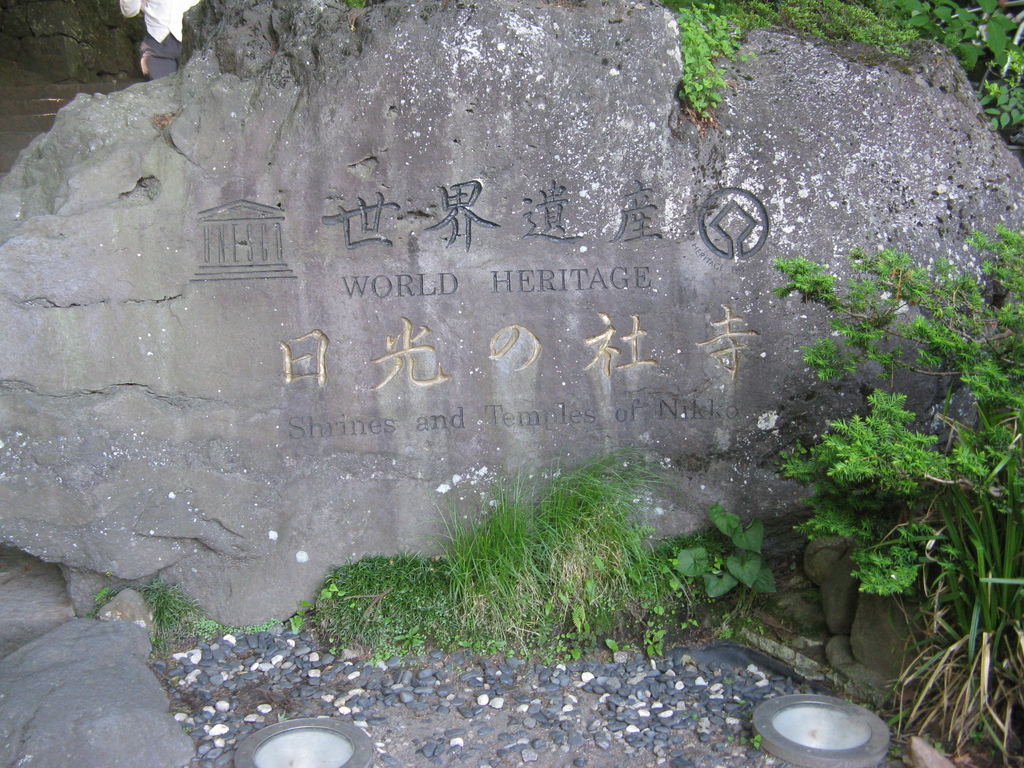 世界遺産
WORLD HERITAGE
日光の社寺
Shrines and Temples of Nikko